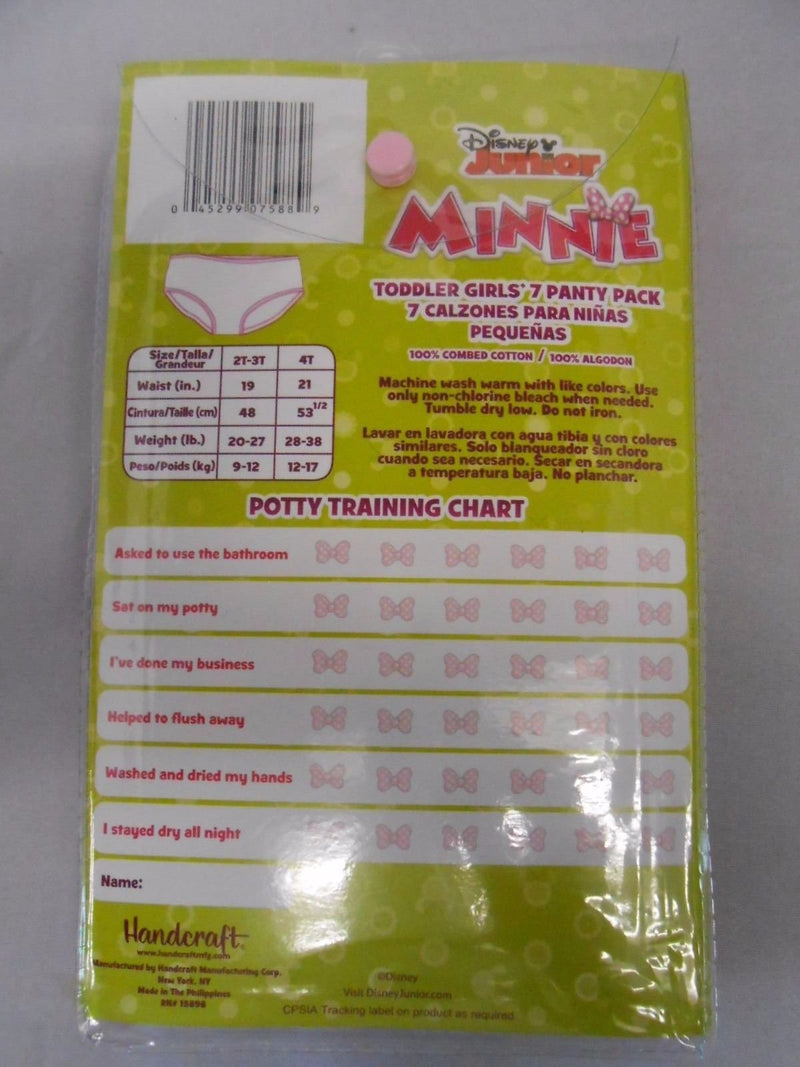 0 45299 07588 9
Disney
Junior
MINNIE
TODDLER GIRLS' 7 PANTY PACK
7 CALZONES PARA NIÑAS
PEQUEÑAS
100% COMBED COTTON / 100% ALGODON
Machine wash warm with like colors. Use
only non-chlorine bleach when needed.
Tumble dry low. Do not iron.
Lavar en lavadora con agua tibia y con colores
similares. Solo blanqueador sin cloro
cuando sea necesario. Secar en secandora
a temperatura baja. No planchar.
Size/Talla/
Grandeur 2T-3T 4T
Waist (in.) 19 21
Cintura/Taille (cm) 48 53 1/2
Weight (lb.) 20-27 28-38
Peso/Poids (kg) 9-12 12-17
POTTY TRAINING CHART
Asked to use the bathroom
Sat on my potty
I've done my business
Helped to flush away
Washed and dried my hands
I stayed dry all night
Name:
Handcraft
www.handcraftmfg.com
Manufactured by Handcraft Manufacturing Corp.
New York, NY
Made in The Philippines
RN# 15898
©Disney
Visit DisneyJunior.com
CPSIA Tracking label on product as required